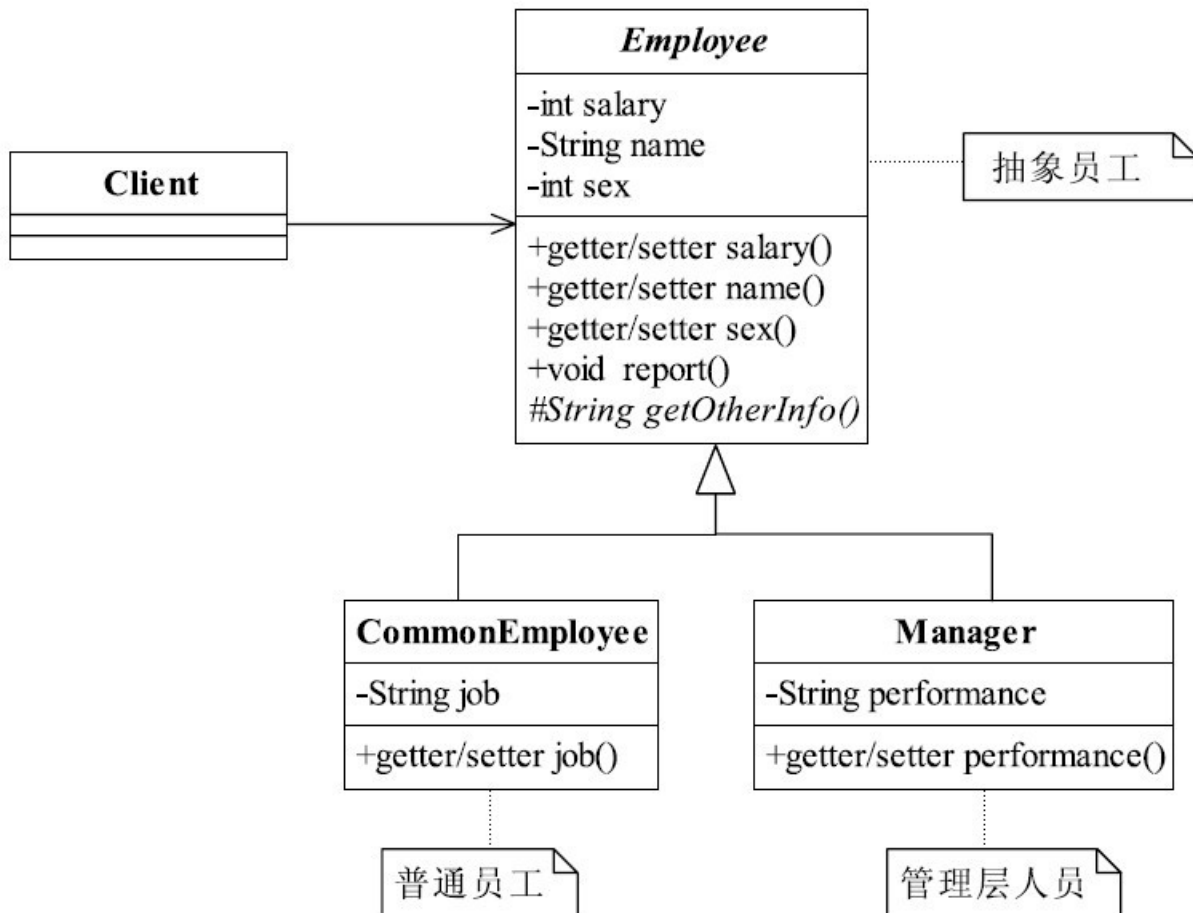 Employee
-int salary
-String name
-int sex
+getter/setter salary()
+getter/setter name()
+getter/setter sex()
+void report()
#String getOtherInfo()
抽象员工
Client
CommonEmployee
-String job
+getter/setter job()
普通员工
Manager
-String performance
+getter/setter performance()
管理层人员